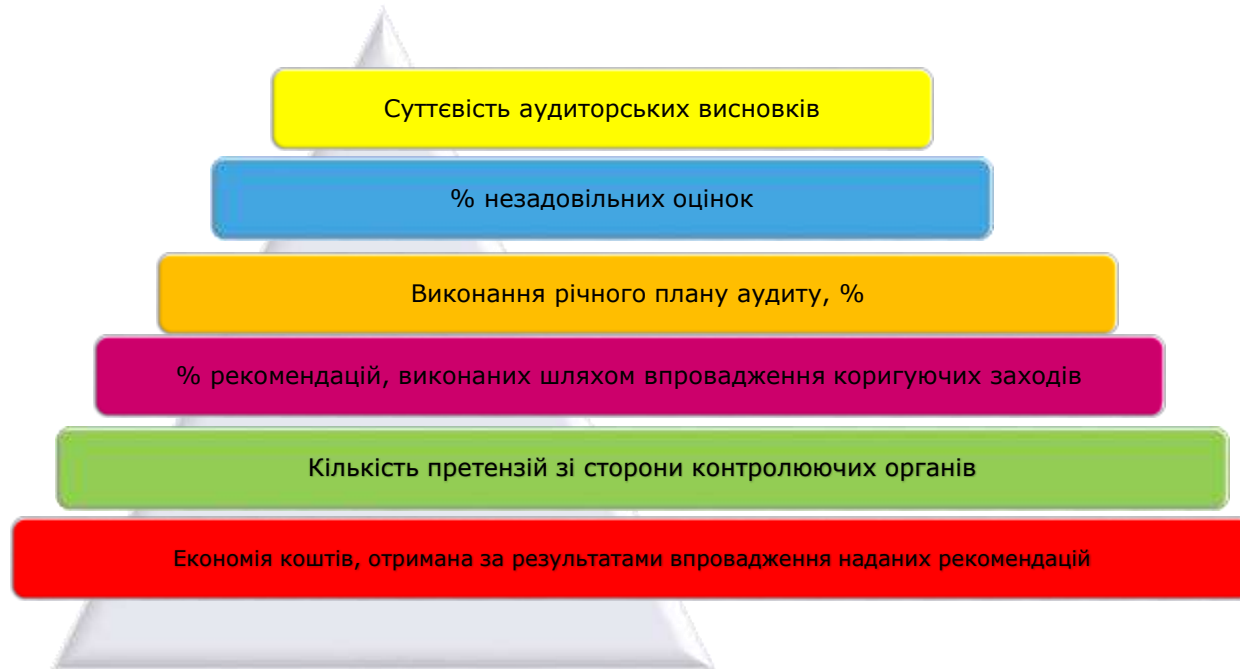 Суттєвість аудиторських висновків
% незадовільних оцінок
Виконання річного плану аудиту, %
% рекомендацій, виконаних шляхом впровадження коригуючих заходів
Кількість претензій зі сторони контролюючих органів
Економія коштів, отримана за результатами впровадження наданих рекомендацій